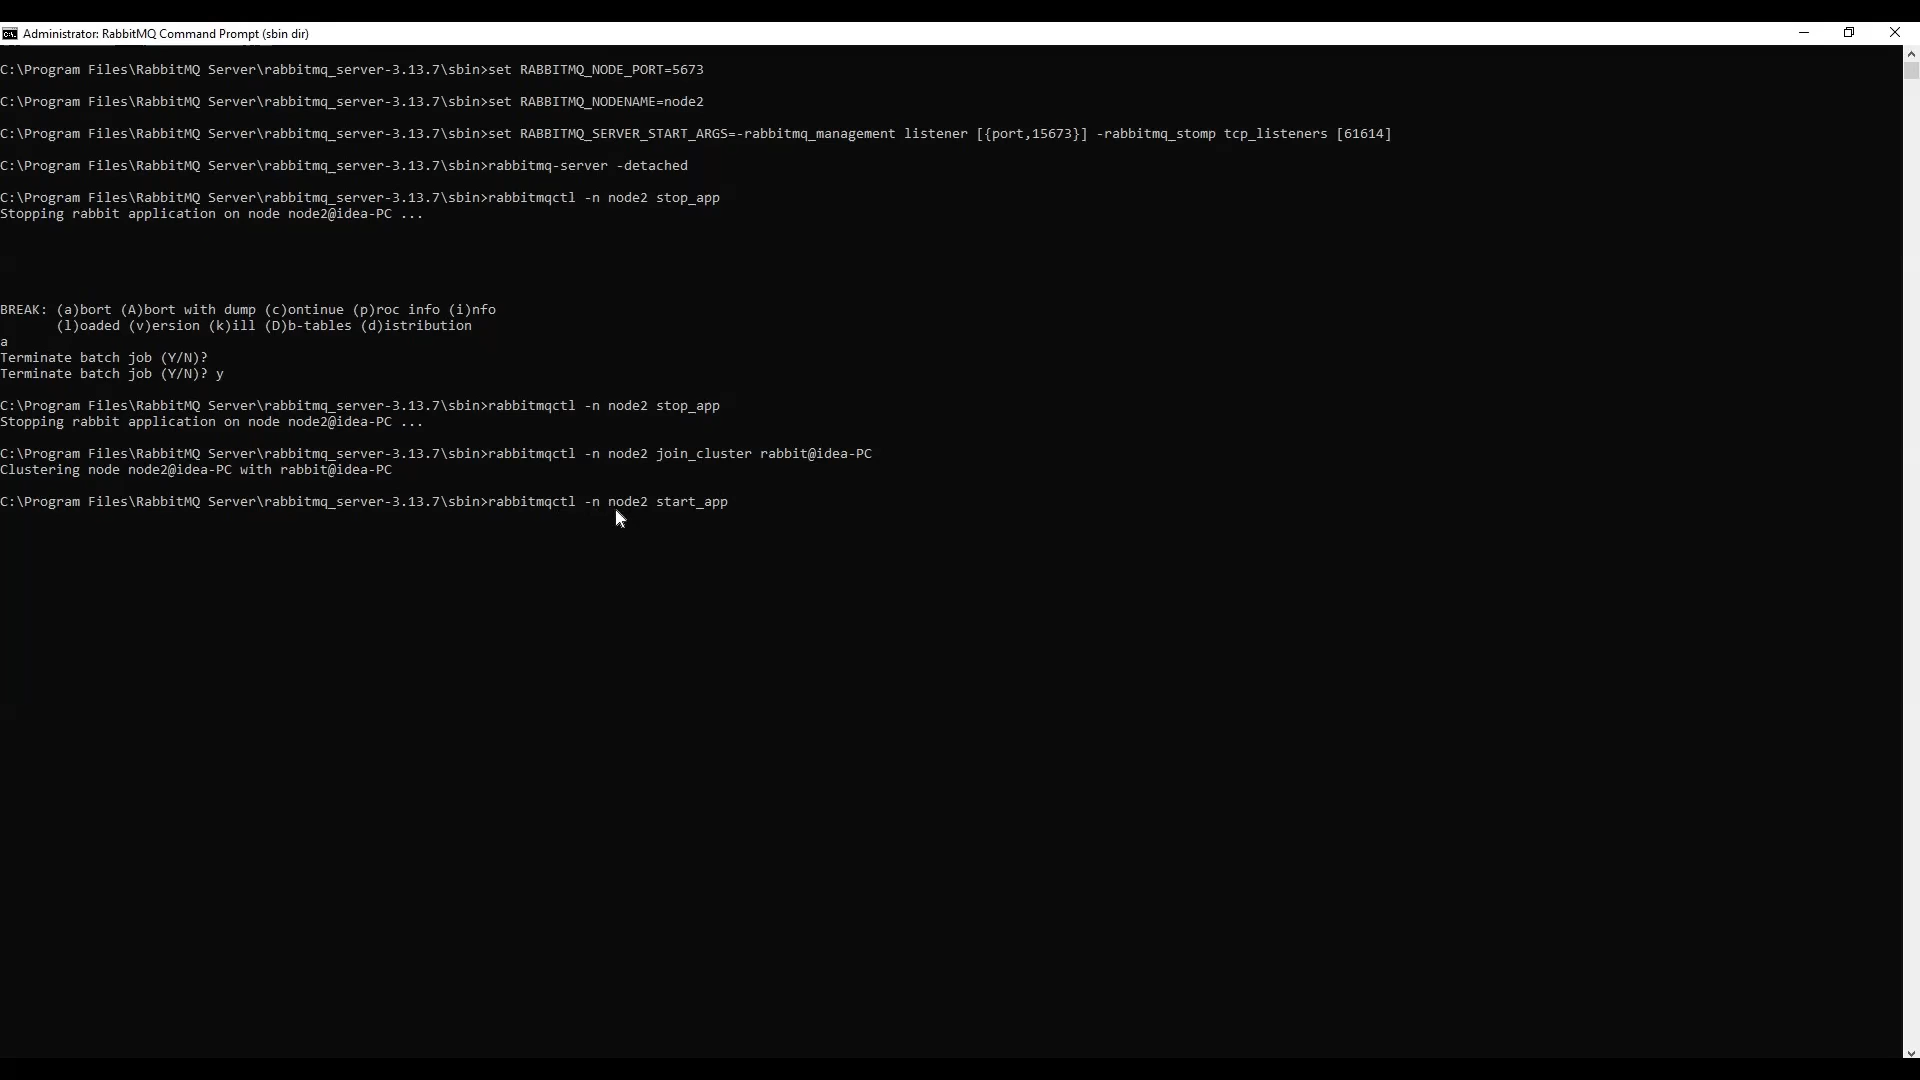 Administrator: RabbitMQ Command Prompt (sbin dir)
C:\Program Files\RabbitMQ Server\rabbitmq_server-3.13.7\sbin>set RABBITMQ_NODE_PORT=5673
C:\Program Files\RabbitMQ Server\rabbitmq_server-3.13.7\sbin>set RABBITMQ_NODENAME=node2
C:\Program Files\RabbitMQ Server\rabbitmq_server-3.13.7\sbin>set RABBITMQ_SERVER_START_ARGS=-rabbitmq_management listener [{port,15673}] -rabbitmq_stomp tcp_listeners [61614]
C:\Program Files\RabbitMQ Server\rabbitmq_server-3.13.7\sbin>rabbitmq-server -detached
C:\Program Files\RabbitMQ Server\rabbitmq_server-3.13.7\sbin>rabbitmqctl -n node2 stop_app
Stopping rabbit application on node node2@idea-PC ...
BREAK: (a)bort (A)bort with dump (c)ontinue (p)roc info (i)nfo
(l)oaded (v)ersion (k)ill (D)b-tables (d)istribution
a
Terminate batch job (Y/N)?
Terminate batch job (Y/N)? y
C:\Program Files\RabbitMQ Server\rabbitmq_server-3.13.7\sbin>rabbitmqctl -n node2 stop_app
Stopping rabbit application on node node2@idea-PC ...
C:\Program Files\RabbitMQ Server\rabbitmq_server-3.13.7\sbin>rabbitmqctl -n node2 join_cluster rabbit@idea-PC
Clustering node node2@idea-PC with rabbit@idea-PC
C:\Program Files\RabbitMQ Server\rabbitmq_server-3.13.7\sbin>rabbitmqctl -n node2 start_app